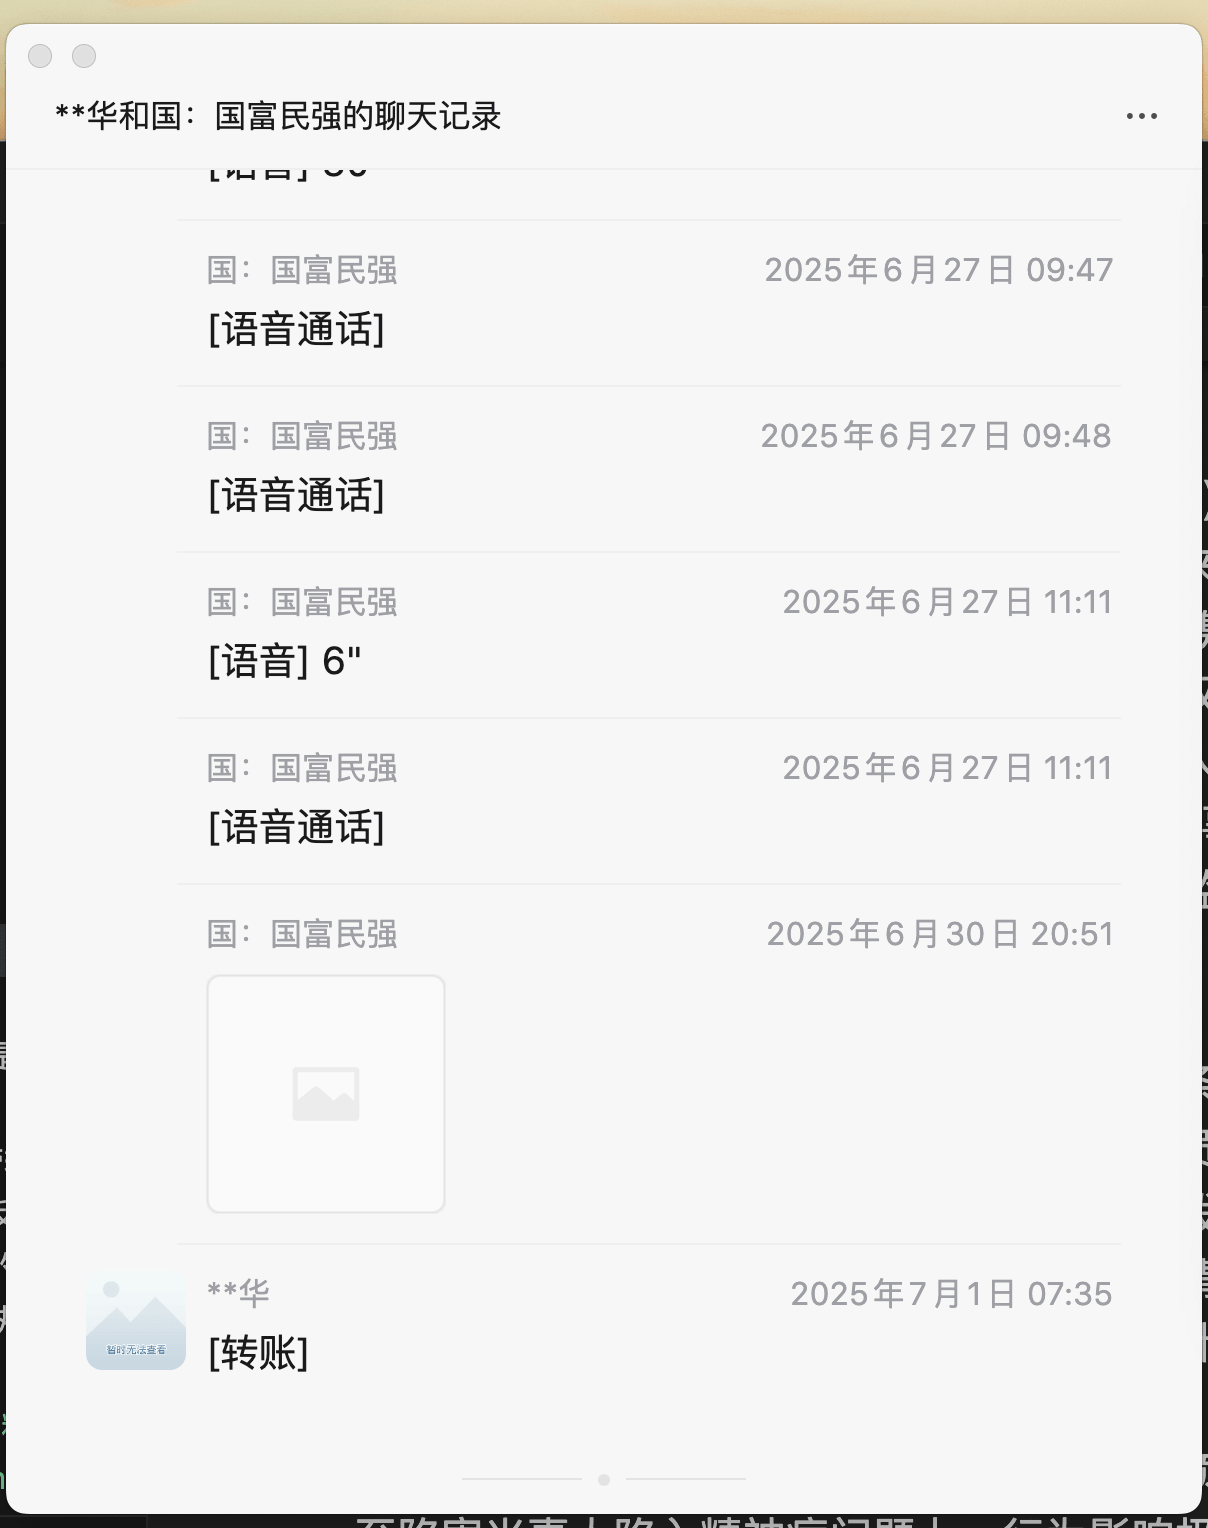 **华和国：国富民强的聊天记录
国：国富民强
2025年6月27日 09:47
[语音通话]
国：国富民强
2025年6月27日 09:48
[语音通话]
国：国富民强
2025年6月27日 11:11
[语音] 6"
国：国富民强
2025年6月27日 11:11
[语音通话]
国：国富民强
2025年6月30日 20:51
**华
2025年7月1日 07:35
暂时无法查看
[转账]